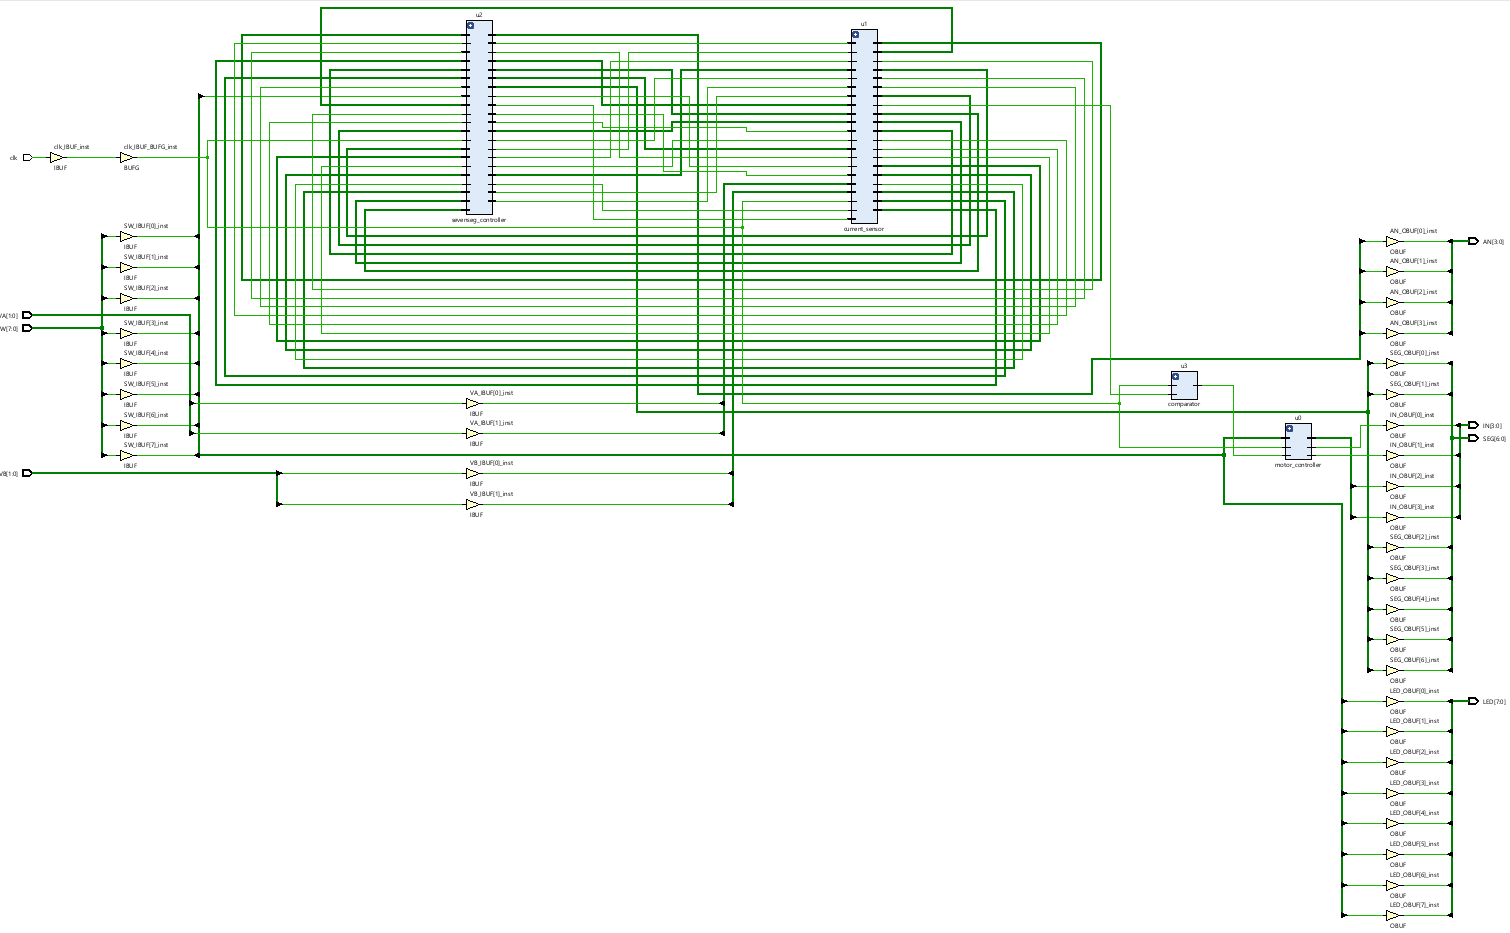 u2
u1
sevenseg_controller
current_sensor
clk
clk_IBUF_inst
IBUF
clk_IBUF_BUFG_inst
BUFG
SW_IBUF[0]_inst
IBUF
SW_IBUF[1]_inst
IBUF
SW_IBUF[2]_inst
IBUF
VA[1:0]
W[7:0]
SW_IBUF[3]_inst
IBUF
SW_IBUF[4]_inst
IBUF
SW_IBUF[5]_inst
IBUF
SW_IBUF[6]_inst
IBUF
SW_IBUF[7]_inst
IBUF
VB[1:0]
VA_IBUF[0]_inst
IBUF
VA_IBUF[1]_inst
IBUF
VB_IBUF[0]_inst
IBUF
VB_IBUF[1]_inst
IBUF
u3
comparator
u0
motor_controller
AN_OBUF[0]_inst
OBUF
AN[3:0]
AN_OBUF[1]_inst
OBUF
AN_OBUF[2]_inst
OBUF
AN_OBUF[3]_inst
OBUF
SEG_OBUF[0]_inst
OBUF
SEG_OBUF[1]_inst
OBUF
IN_OBUF[0]_inst
OBUF
IN[3:0]
SEG[6:0]
IN_OBUF[1]_inst
OBUF
IN_OBUF[2]_inst
OBUF
IN_OBUF[3]_inst
OBUF
SEG_OBUF[2]_inst
OBUF
SEG_OBUF[3]_inst
OBUF
SEG_OBUF[4]_inst
OBUF
SEG_OBUF[5]_inst
OBUF
SEG_OBUF[6]_inst
OBUF
LED_OBUF[0]_inst
OBUF
LED[7:0]
LED_OBUF[1]_inst
OBUF
LED_OBUF[2]_inst
OBUF
LED_OBUF[3]_inst
OBUF
LED_OBUF[4]_inst
OBUF
LED_OBUF[5]_inst
OBUF
LED_OBUF[6]_inst
OBUF
LED_OBUF[7]_inst
OBUF